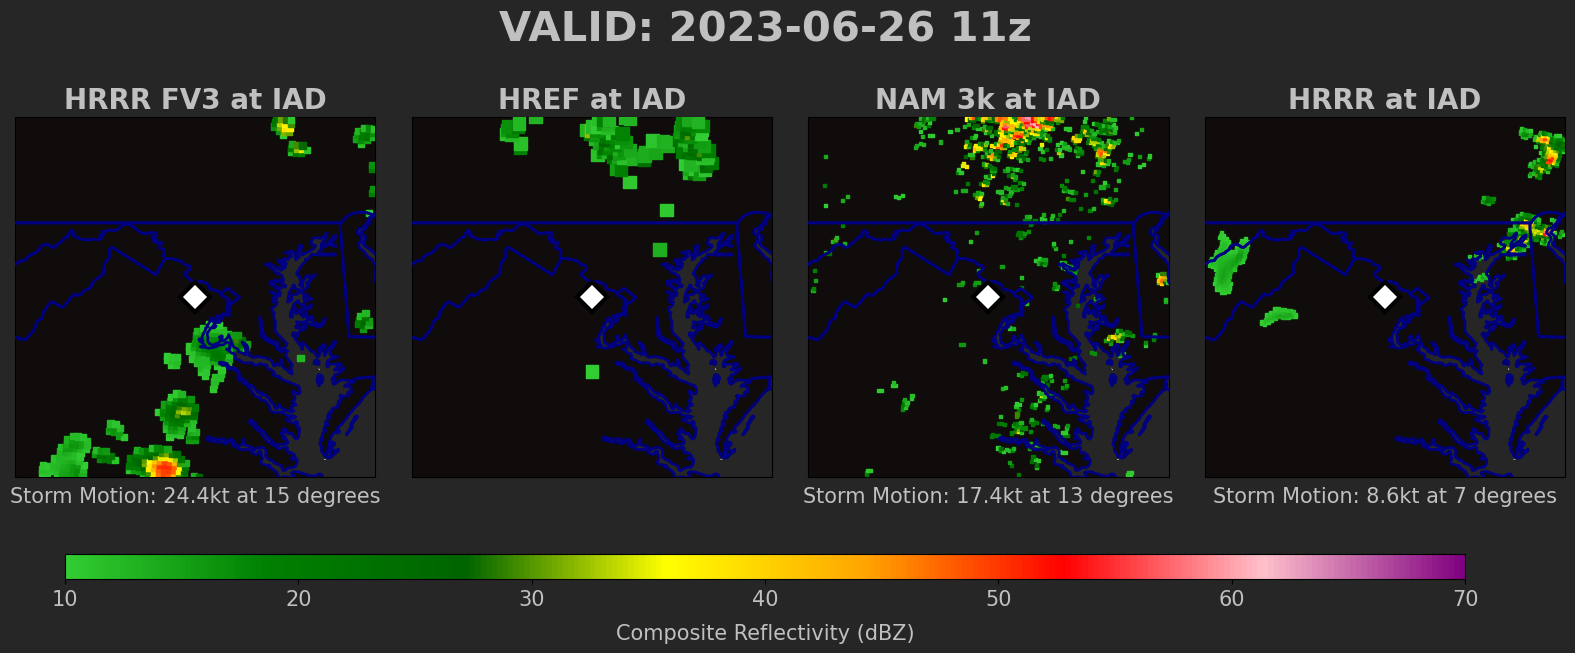 VALID: 2023-06-26 11z
HRRR FV3 at IAD
HREF at IAD
NAM 3k at IAD
HRRR at IAD
Storm Motion: 24.4kt at 15 degrees
Storm Motion: 17.4kt at 13 degrees
Storm Motion: 8.6kt at 7 degrees
10 20 30 40 50 60 70
Composite Reflectivity (dBZ)